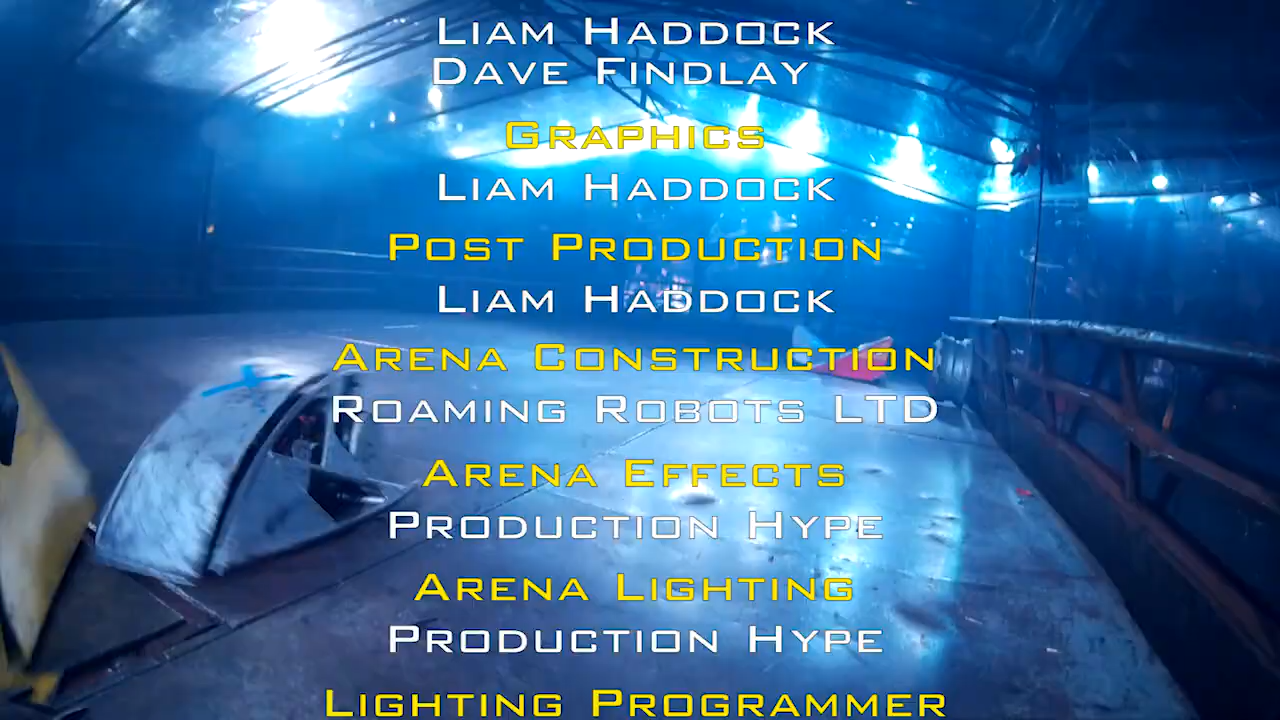 Liam Haddock
Dave Findlay
Graphics
Liam Haddock
Post Production
Liam Haddock
Arena Construction
Roaming Robots LTD
Arena Effects
Production Hype
Arena Lighting
Production Hype
Lighting Programmer